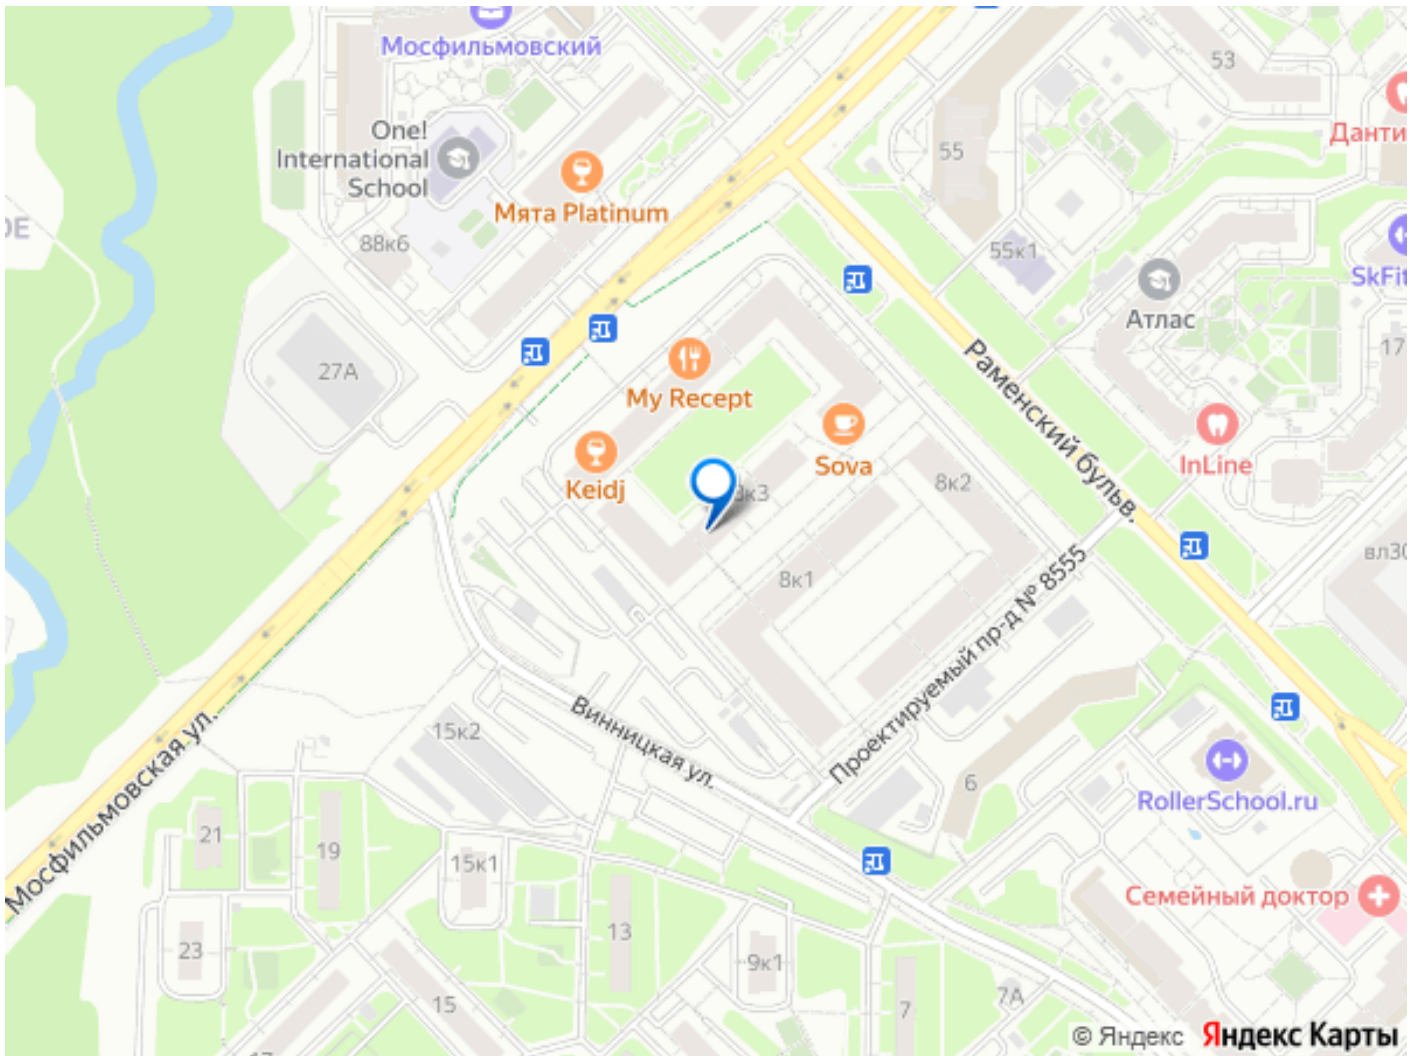 Мосфильмовский
53
Данти
One!
International
School
55
Мята Platinum
88к6
55к1
SkFit
Атлас
27А
17
Раменский бульв.
My Recept
Sova
InLine
Keidj
8к2
8к1
вл30
Проектируемый пр-д № 8555
Винницкая ул.
15к2
Мосфильмовская ул.
6
RollerSchool.ru
21
19
15к1
Семейный доктор
13
23
9к1
15
7
7А
© Яндекс Яндекс Карты